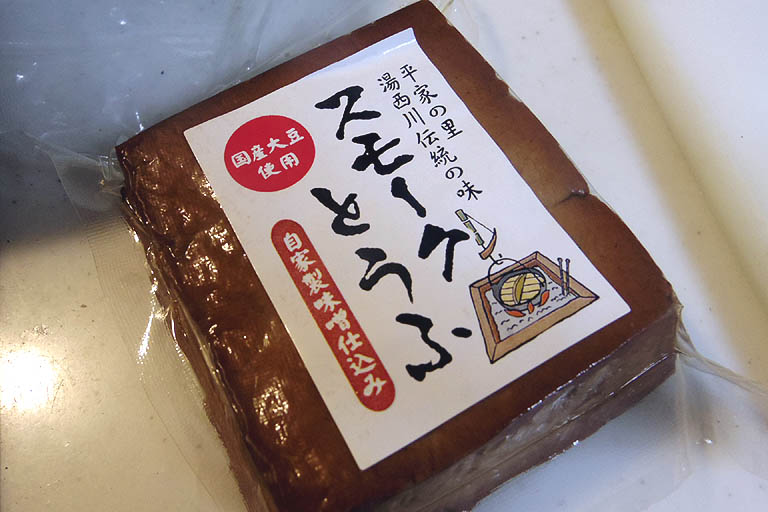 平家の里
湯西川伝統の味
スモーク
とうふ
国産大豆
使用
自家製味噌仕込み